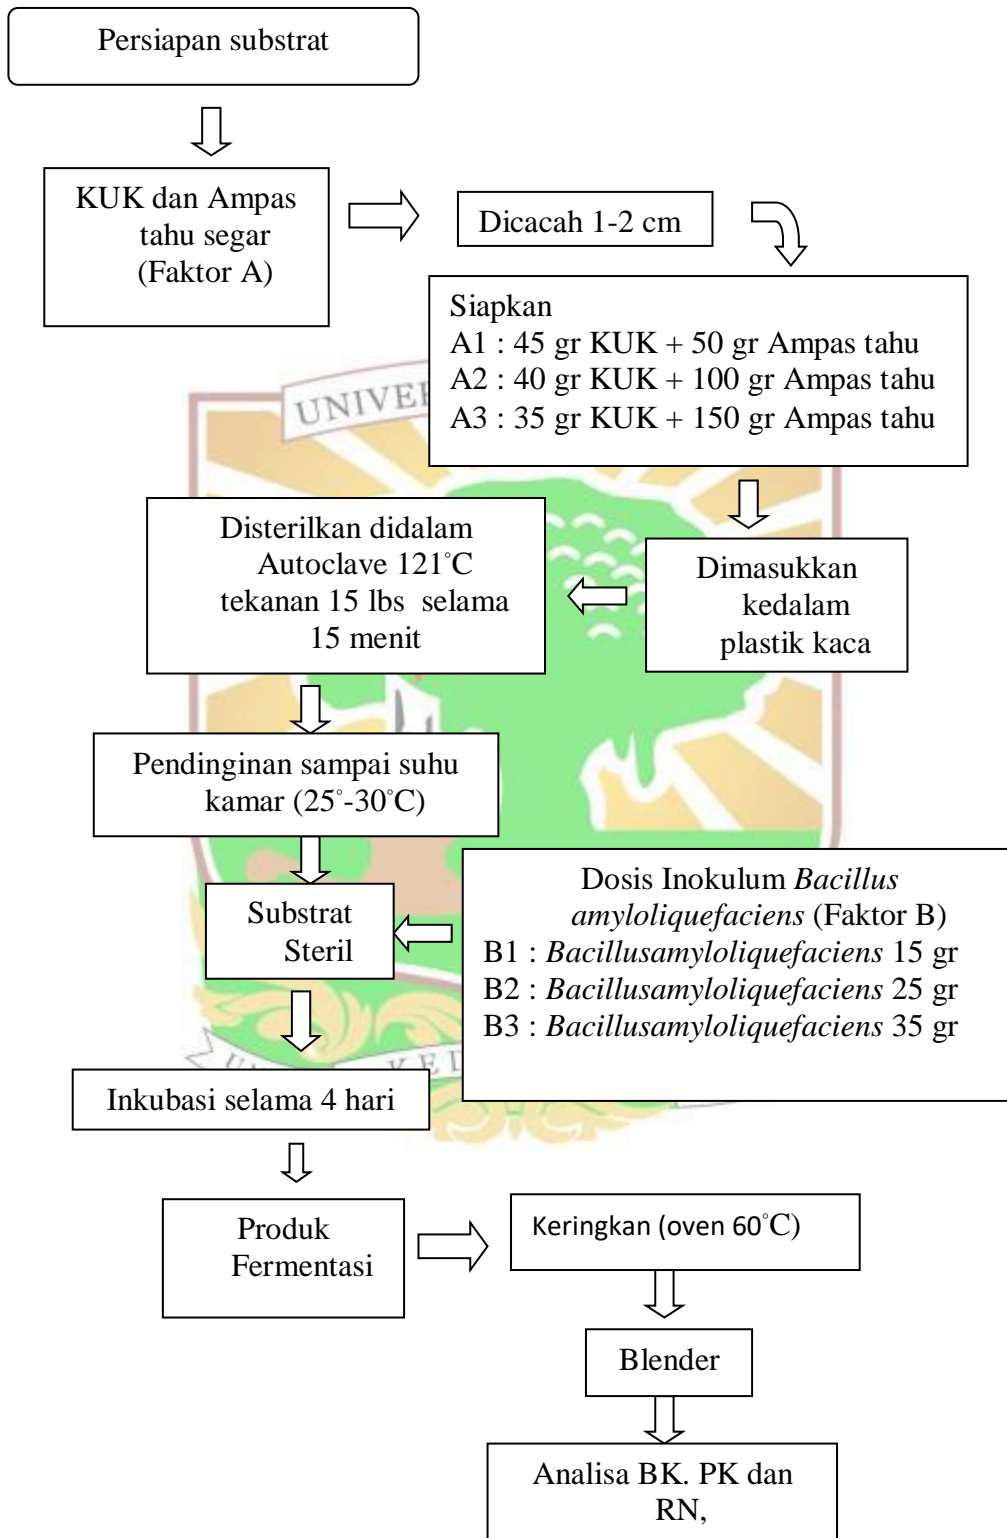 Persiapan substrat
KUK dan Ampas
tahu segar
(Faktor A)
Dicacah 1-2 cm
Siapkan
A1 : 45 gr KUK + 50 gr Ampas tahu
A2 : 40 gr KUK + 100 gr Ampas tahu
A3 : 35 gr KUK + 150 gr Ampas tahu
Dimasukkan
kedalam
plastik kaca
Disterilkan didalam
Autoclave 121°C
tekanan 15 lbs selama
15 menit
Pendinginan sampai suhu
kamar (25°-30°C)
Substrat
Steril
Dosis Inokulum Bacillus
amyloliquefaciens (Faktor B)
B1 : Bacillusamyloliquefaciens 15 gr
B2 : Bacillusamyloliquefaciens 25 gr
B3 : Bacillusamyloliquefaciens 35 gr
Inkubasi selama 4 hari
Produk
Fermentasi
Keringkan (oven 60°C)
Blender
Analisa BK. PK dan
RN,